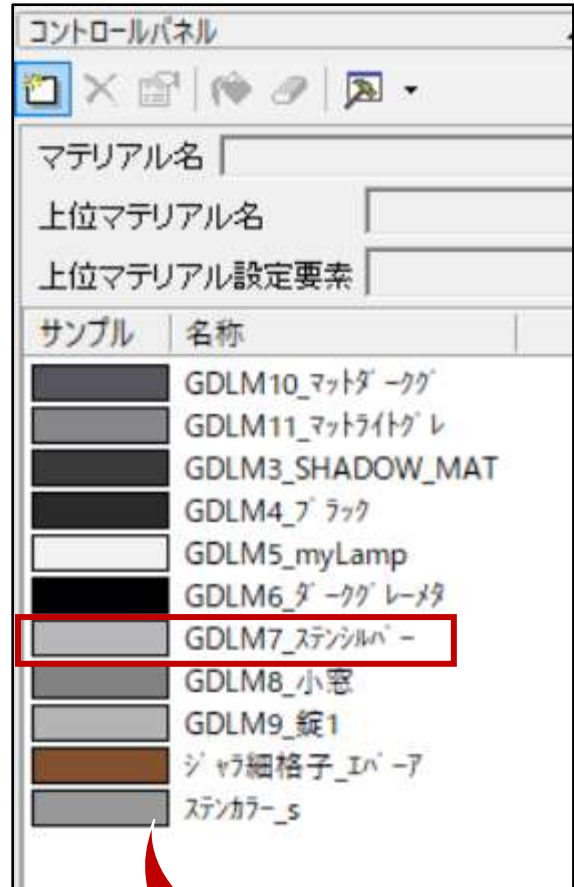 コントロールパネル
マテリアル名
上位マテリアル名
上位マテリアル設定要素
サンプル 名称
GDLM10_ﾏｯﾄﾀﾞｰｸｸﾞ
GDLM11_ﾏｯﾄﾗｲﾄｸﾞﾚ
GDLM3_SHADOW_MAT
GDLM4_ﾌﾞﾗｯｸ
GDLM5_myLamp
GDLM6_ﾀﾞｰｸｸﾞﾚｰﾒﾀ
GDLM7_ｽﾃﾝｼﾙﾊﾞｰ
GDLM8_小窓
GDLM9_錠1
ｼﾞｬﾗ細格子_ｴﾊﾞｰｱ
ｽﾃﾝｶﾗｰ_s